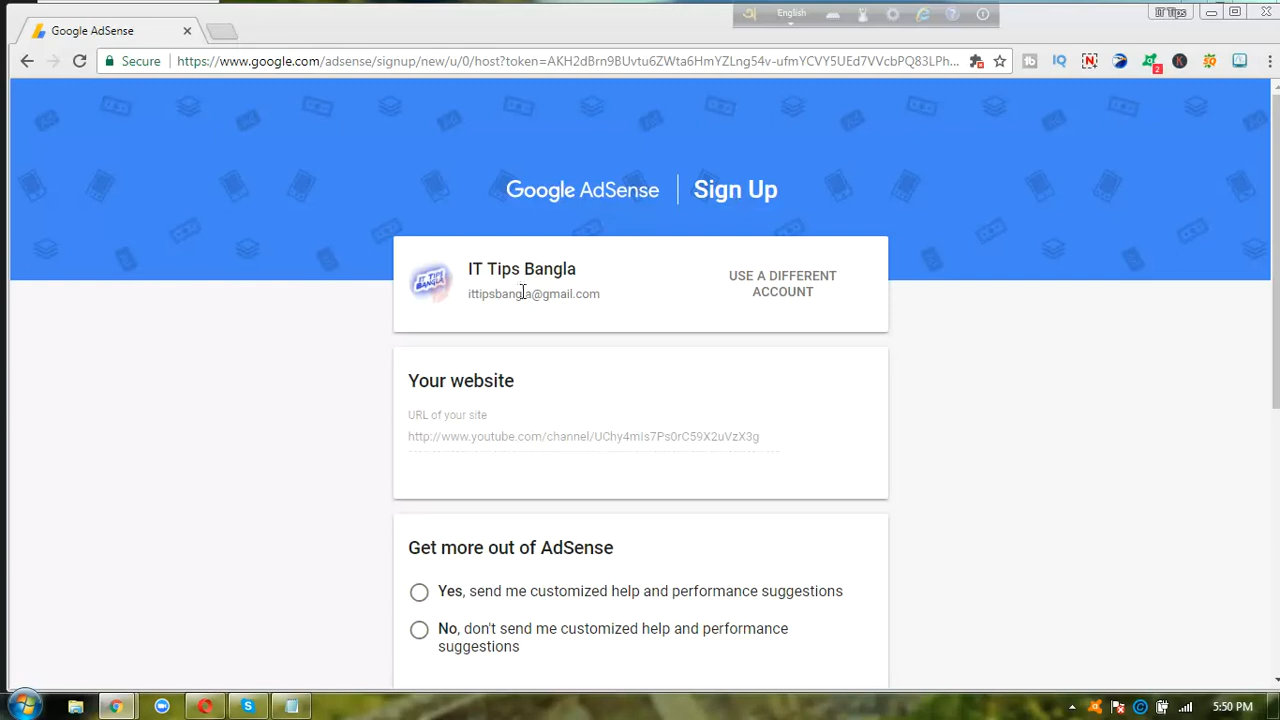 English
IT Tips
Google AdSense
Secure https://www.google.com/adsense/signup/new/u/0/host?token=AKH2dBrn9BUvtu6ZWta6HmYZLng54v-ufmYCVY5UEd7VVcbPQ83LPh...
Google AdSense | Sign Up
IT Tips Bangla
ittipsbangla@gmail.com
USE A DIFFERENT
ACCOUNT
Your website
URL of your site
http://www.youtube.com/channel/UChy4mIs7Ps0rC59X2uVzX3g
Get more out of AdSense
Yes, send me customized help and performance suggestions
No, don't send me customized help and performance
suggestions
5:50 PM